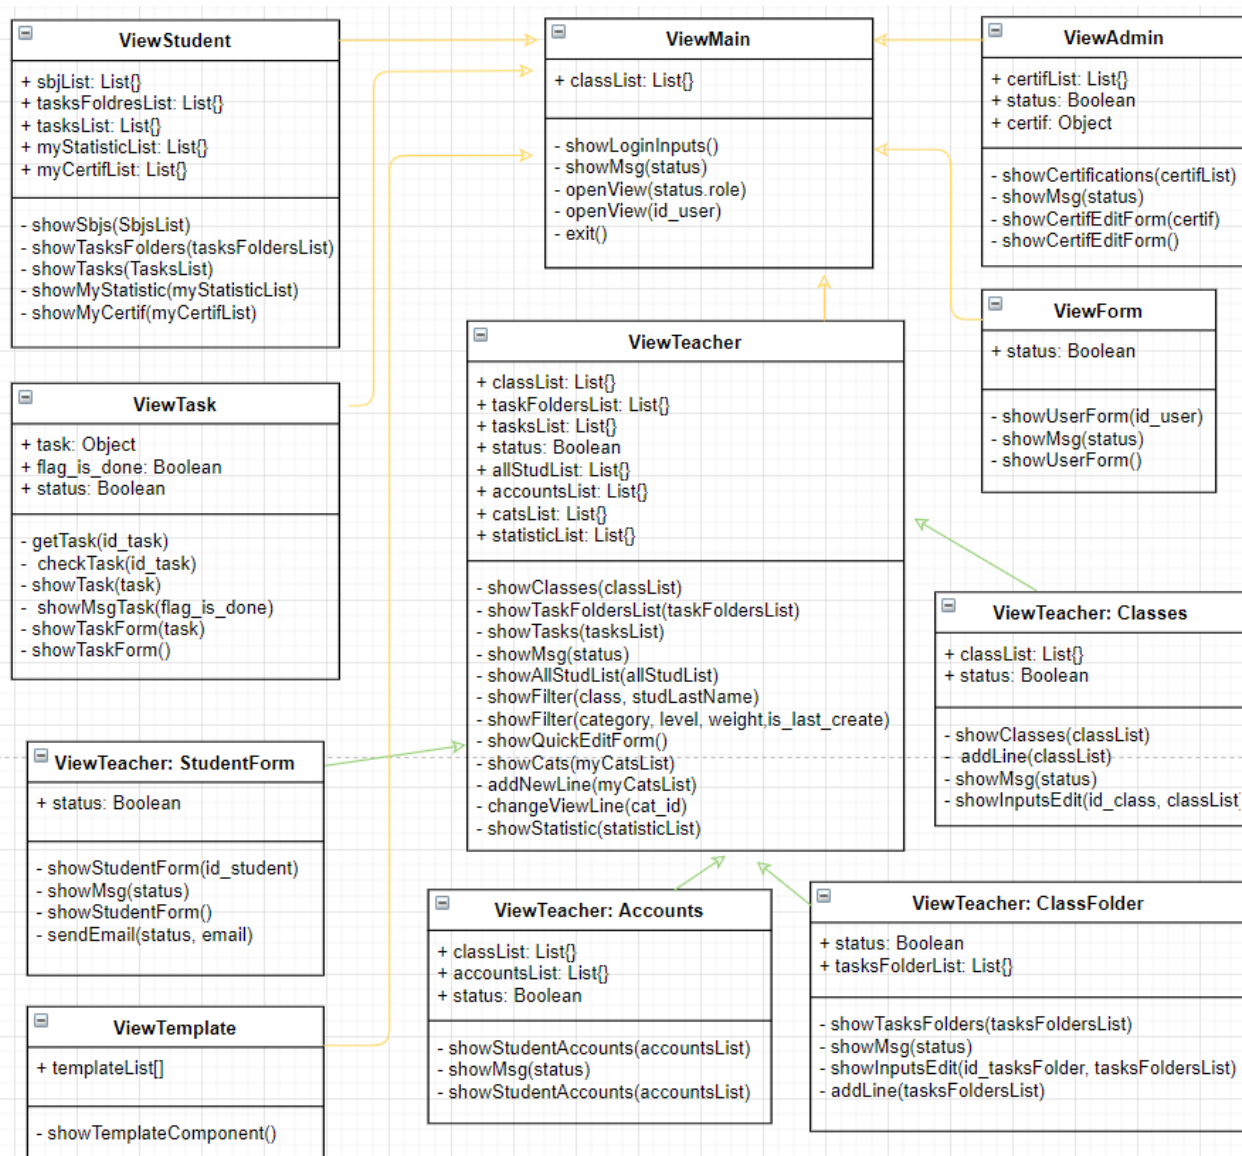 ViewStudent
+ sbjList: List{}
+ tasksFoldresList: List{}
+ tasksList: List{}
+ myStatisticList: List{}
+ myCertifList: List{}
- showSbjs(SbjsList)
- showTasksFolders(tasksFoldersList)
- showTasks(TasksList)
- showMyStatistic(myStatisticList)
- showMyCertif(myCertifList)
ViewMain
+ classList: List{}
- showLoginInputs()
- showMsg(status)
- openView(status.role)
- openView(id_user)
- exit()
ViewAdmin
+ certifList: List{}
+ status: Boolean
+ certif: Object
- showCertifications(certifList)
- showMsg(status)
- showCertifEditForm(certif)
- showCertifEditForm()
ViewForm
+ status: Boolean
- showUserForm(id_user)
- showMsg(status)
- showUserForm()
ViewTask
+ task: Object
+ flag_is_done: Boolean
+ status: Boolean
- getTask(id_task)
- checkTask(id_task)
- showTask(task)
- showMsgTask(flag_is_done)
- showTaskForm(task)
- showTaskForm()
ViewTeacher
+ classList: List{}
+ taskFoldersList: List{}
+ tasksList: List{}
+ status: Boolean
+ allStudList: List{}
+ accountsList: List{}
+ catsList: List{}
+ statisticList: List{}
- showClasses(classList)
- showTaskFoldersList(taskFoldersList)
- showTasks(tasksList)
- showMsg(status)
- showAllStudList(allStudList)
- showFilter(class, studLastName)
- showFilter(category, level, weight,is_last_create)
- showQuickEditForm()
- showCats(myCatsList)
- addNewLine(myCatsList)
- changeViewLine(cat_id)
- showStatistic(statisticList)
ViewTeacher: Classes
+ classList: List{}
+ status: Boolean
- showClasses(classList)
- addLine(classList)
- showMsg(status)
- showInputsEdit(id_class, classList)
ViewTeacher: StudentForm
+ status: Boolean
- showStudentForm(id_student)
- showMsg(status)
- showStudentForm()
- sendEmail(status, email)
ViewTeacher: Accounts
+ classList: List{}
+ accountsList: List{}
+ status: Boolean
- showStudentAccounts(accountsList)
- showMsg(status)
- showStudentAccounts(accountsList)
ViewTeacher: ClassFolder
+ status: Boolean
+ tasksFolderList: List{}
- showTasksFolders(tasksFoldersList)
- showMsg(status)
- showInputsEdit(id_tasksFolder, tasksFoldersList)
- addLine(tasksFoldersList)
ViewTemplate
+ templateList[]
- showTemplateComponent()